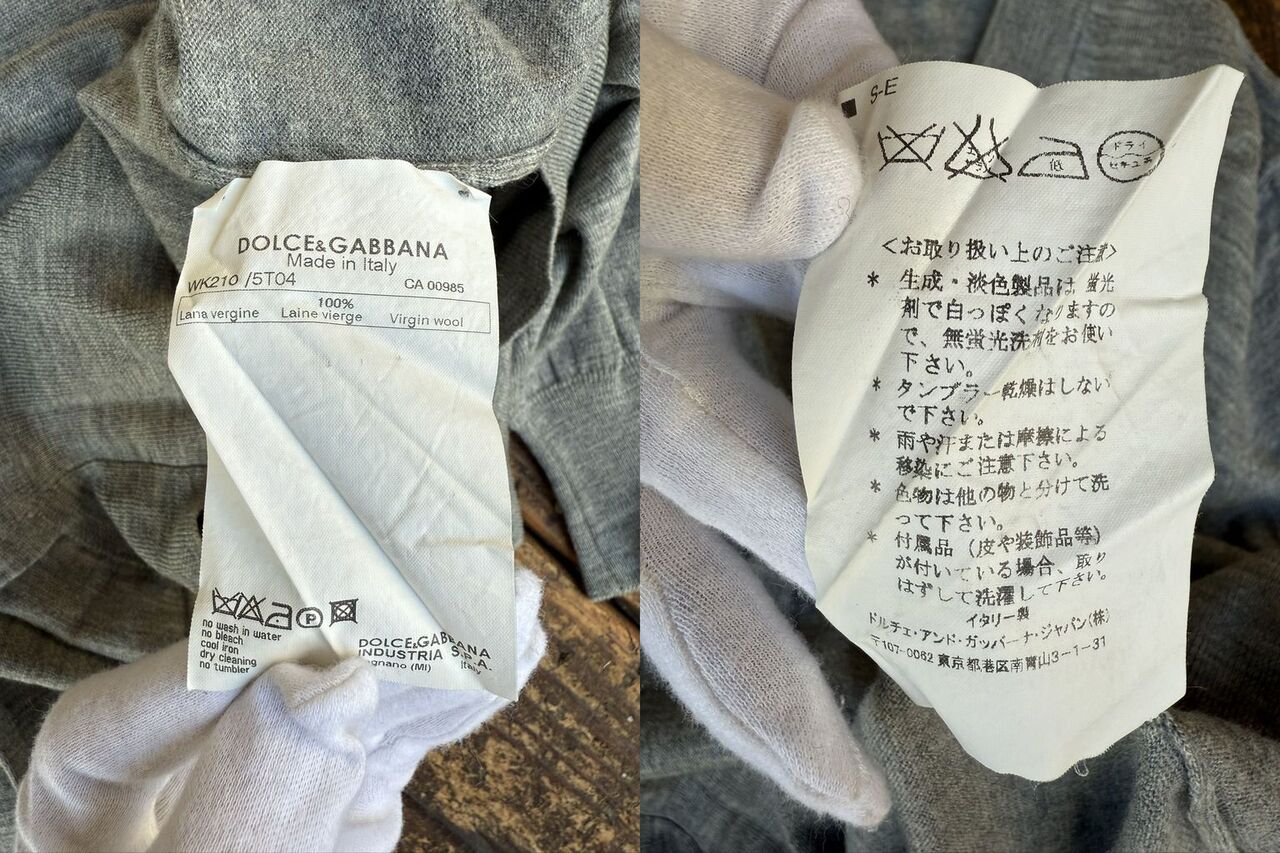 DOLCE&GABBANA
Made in Italy
WK210 /5T04 CA 00985
100%
Lana vergine Laine vierge Virgin wool
P
no wash in water
no bleach
cool iron
dry cleaning
no tumbler
DOLCE&GABBANA
INDUSTRIA S.P.A.
(MI) Italy
S-E
低
ドライ
セキユ系
<お取り扱い上のご注意>
* 生成・淡色製品は蛍光
剤で白っぽくなりますの
で、無蛍光洗剤をお使い
下さい。
* タンブラー乾燥はしない
で下さい。
* 雨や汗または摩擦による
移染にご注意下さい。
* 色物は他の物と分けて洗
って下さい。
* 付属品(皮や装飾品等)
が付いている場合、取り
はずして洗濯して下さい。
イタリー製
ドルチェ・アンド・ガッバーナ・ジャパン(株)
〒107-0062 東京都港区南青山3-1-31